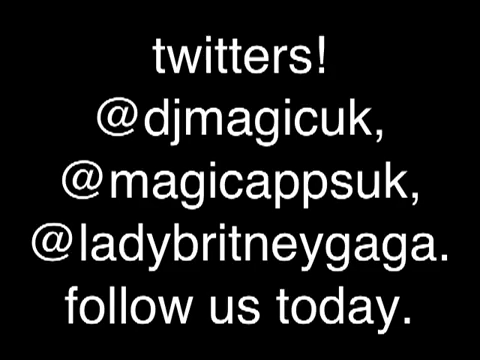 twitters!
@djmagicuk,
@magicappsuk,
@ladybritneygaga.
follow us today.